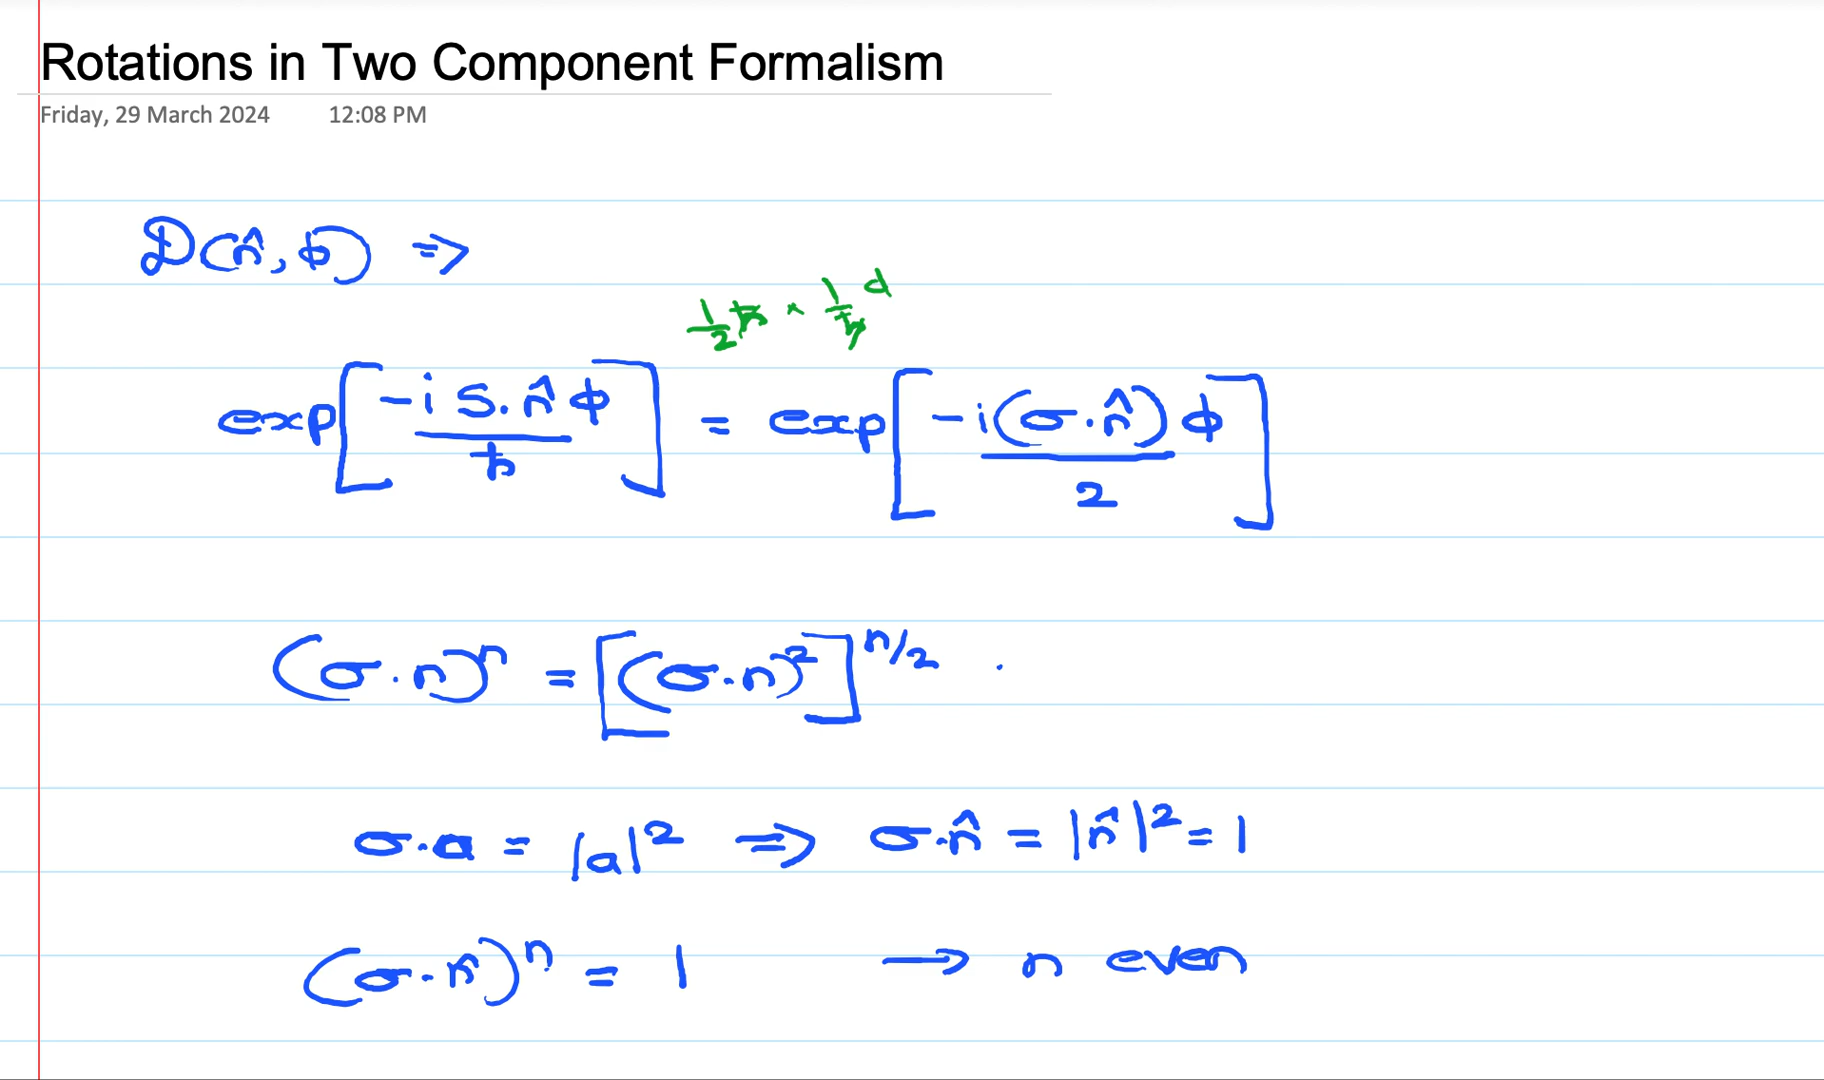 Rotations in Two Component Formalism
Friday, 29 March 2024 12:08 PM
𝒟(n̂, ϕ) ⇒
½ħ × 1/ħ
exp[-i S.n̂ ϕ / ħ] = exp[-i(σ.n̂) ϕ / 2]
(σ.n)ⁿ = [(σ.n)²]^{n/2} .
σ.a = |a|² ⇒ σ.n̂ = |n̂|² = 1
(σ.n̂)ⁿ = 1 → n even